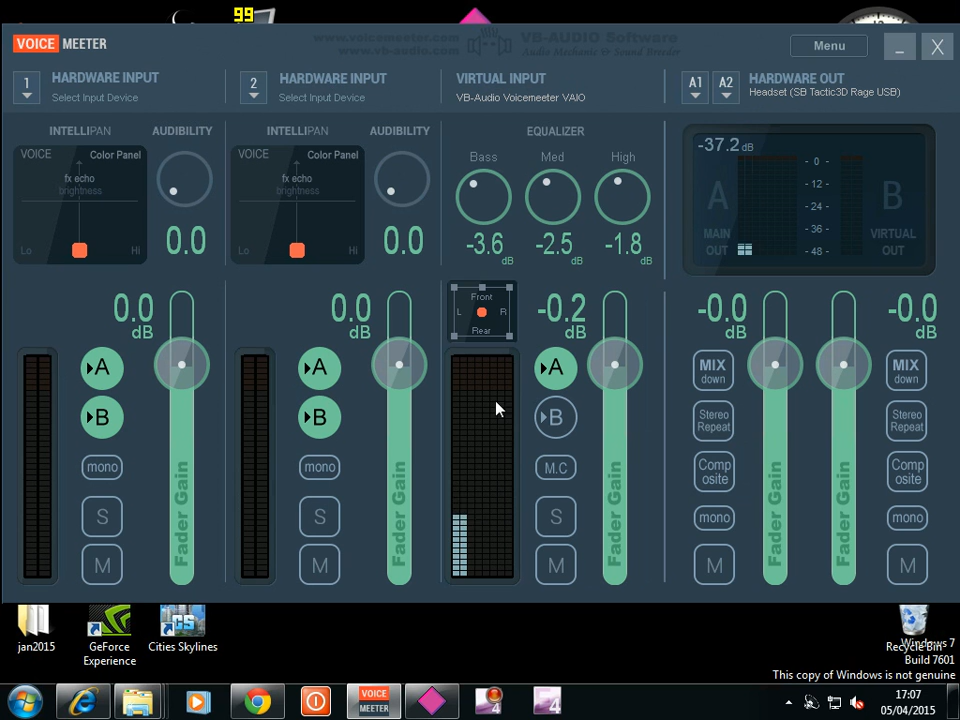 99
VOICE MEETER
www.voicemeeter.com
www.vb-audio.com
VB-AUDIO Software
Audio Mechanic & Sound Breeder
Menu
_
X
1
HARDWARE INPUT
Select Input Device
2
HARDWARE INPUT
Select Input Device
VIRTUAL INPUT
VB-Audio Voicemeeter VAIO
A1
A2
HARDWARE OUT
Headset (SB Tactic3D Rage USB)
INTELLIPAN
AUDIBILITY
VOICE
Color Panel
fx echo
brightness
Lo
Hi
0.0
INTELLIPAN
AUDIBILITY
VOICE
Color Panel
fx echo
brightness
Lo
Hi
0.0
EQUALIZER
Bass
Med
High
-3.6
dB
-2.5
dB
-1.8
dB
-37.2 dB
A
MAIN
OUT
- 0
- -12
- -24
- -36
- -48
B
VIRTUAL
OUT
0.0
dB
A
B
mono
S
M
Fader Gain
0.0
dB
A
B
mono
S
M
Fader Gain
Front
L
R
Rear
-0.2
dB
A
B
M.C
S
M
Fader Gain
-0.0
dB
MIX
down
Stereo
Repeat
Comp
osite
mono
M
Fader Gain
Fader Gain
-0.0
dB
MIX
down
Stereo
Repeat
Comp
osite
mono
M
jan2015
GeForce
Experience
CS
Cities Skylines
Recycle Bin
Windows 7
Build 7601
This copy of Windows is not genuine
VOICE
MEETER
4
4
17:07
05/04/2015